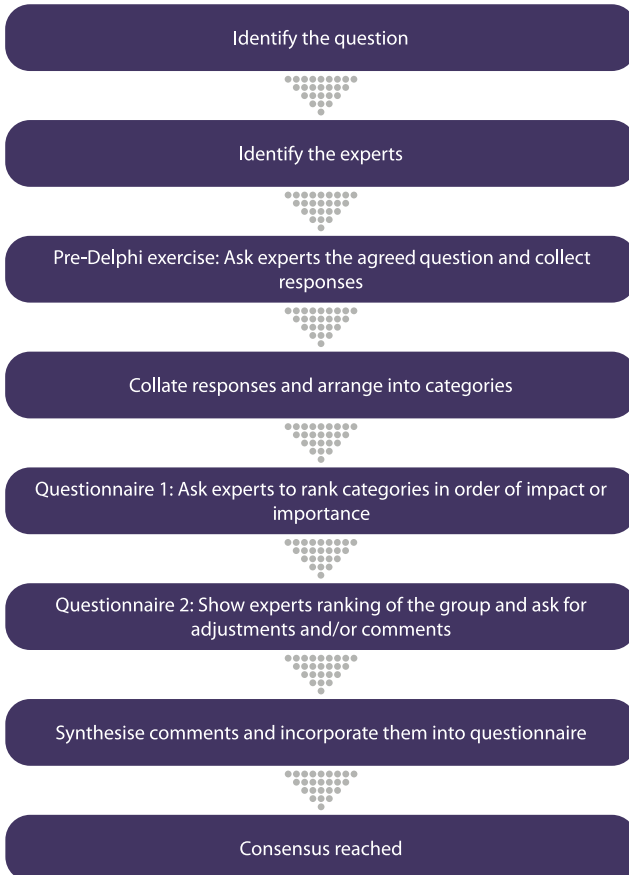 Identify the question
Identify the experts
Pre-Delphi exercise: Ask experts the agreed question and collect
responses
Collate responses and arrange into categories
Questionnaire 1: Ask experts to rank categories in order of impact or
importance
Questionnaire 2: Show experts ranking of the group and ask for
adjustments and/or comments
Synthesise comments and incorporate them into questionnaire
Consensus reached